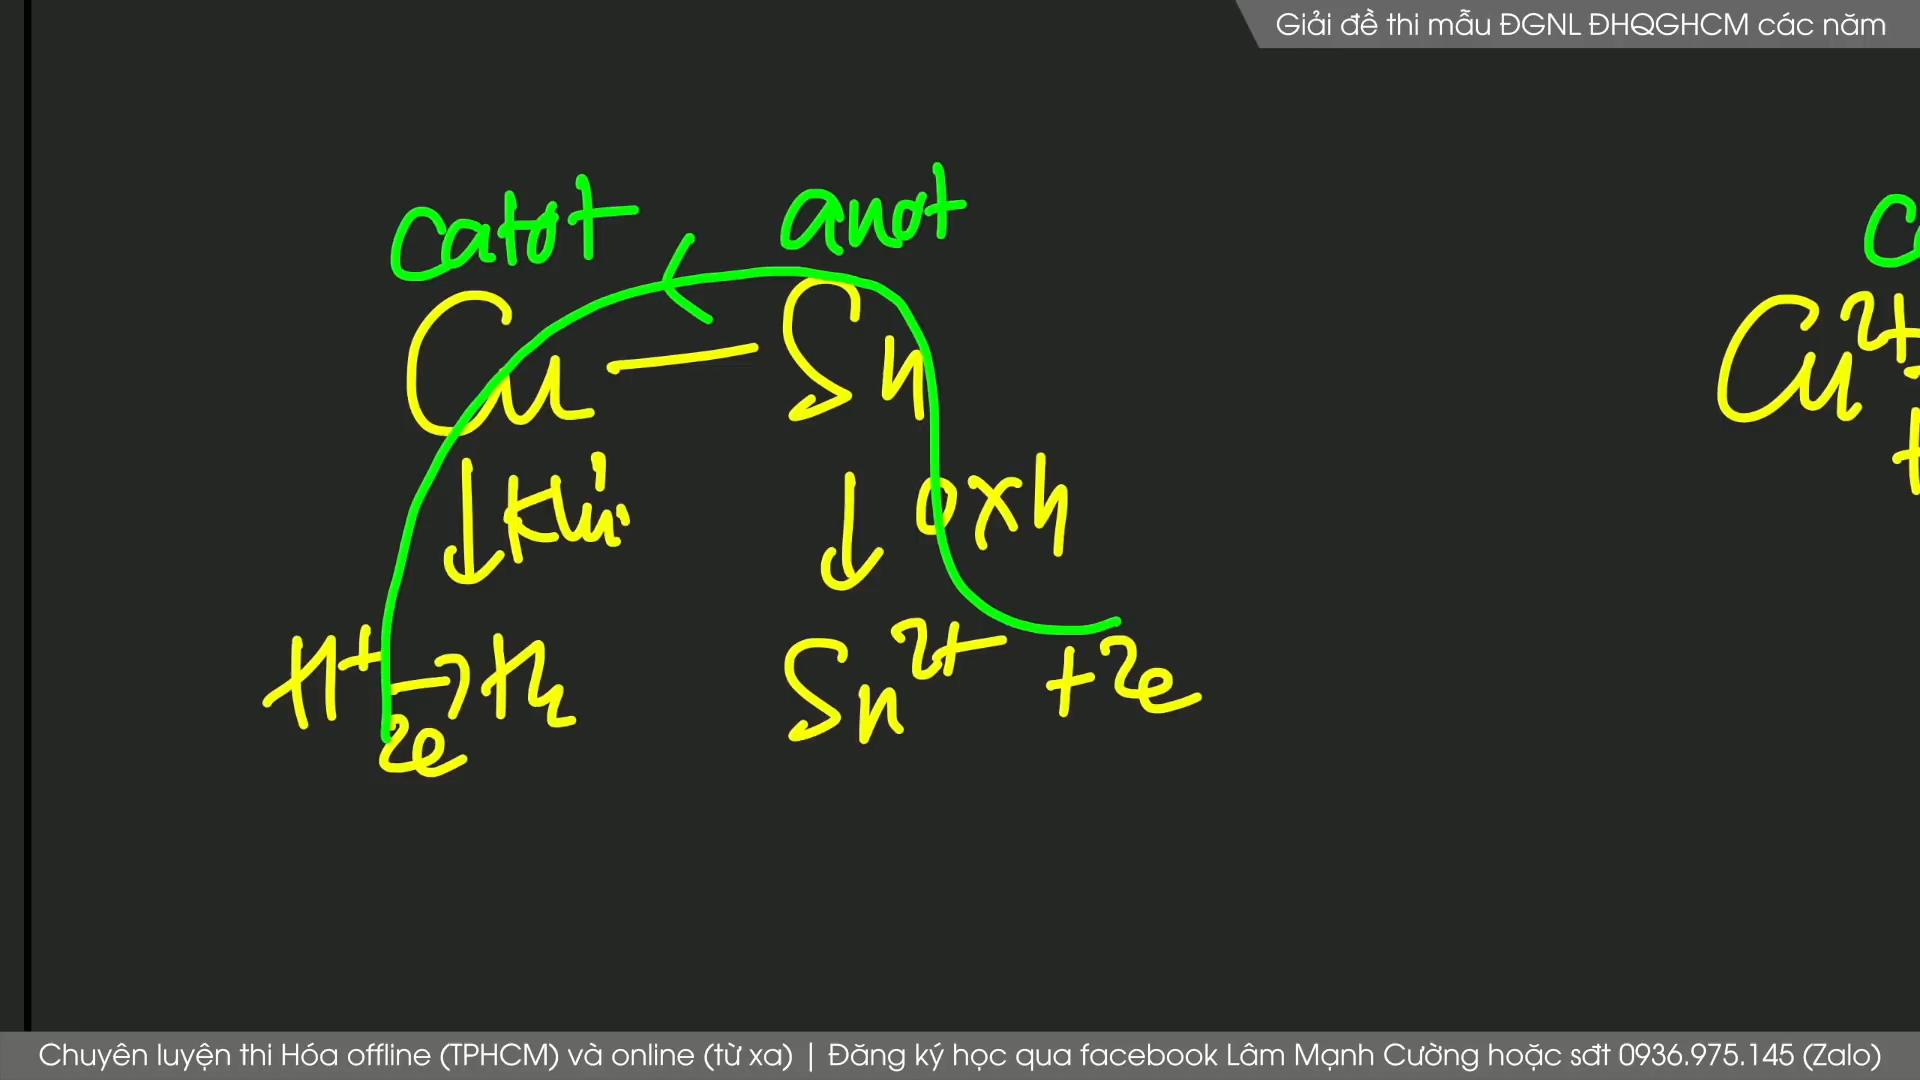 Giải đề thi mẫu ĐGNL ĐHQGHCM các năm
catot anot
Cu — Sn
Cu²⁺
↓ khử ↓ oxh
H⁺ → H₂ Sn²⁺ + 2e
2e
Chuyên luyện thi Hóa offline (TPHCM) và online (từ xa) | Đăng ký học qua facebook Lâm Mạnh Cường hoặc sđt 0936.975.145 (Zalo)